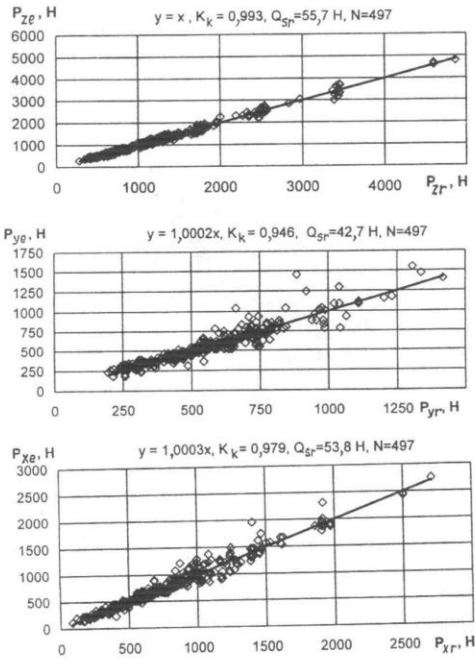 P_ze, H
y = x , K_k = 0,993, Q_sr=55,7 H, N=497
6000
5000
4000
3000
2000
1000
0
0 1000 2000 3000 4000 P_zr, H
P_ye, H
y = 1,0002x, K_k = 0,946, Q_sr=42,7 H, N=497
1750
1500
1250
1000
750
500
250
0
0 250 500 750 1000 1250 P_yr, H
P_xe, H
y = 1,0003x, K_k = 0,979, Q_sr=53,8 H, N=497
3000
2500
2000
1500
1000
500
0
0 500 1000 1500 2000 2500 P_xr, H